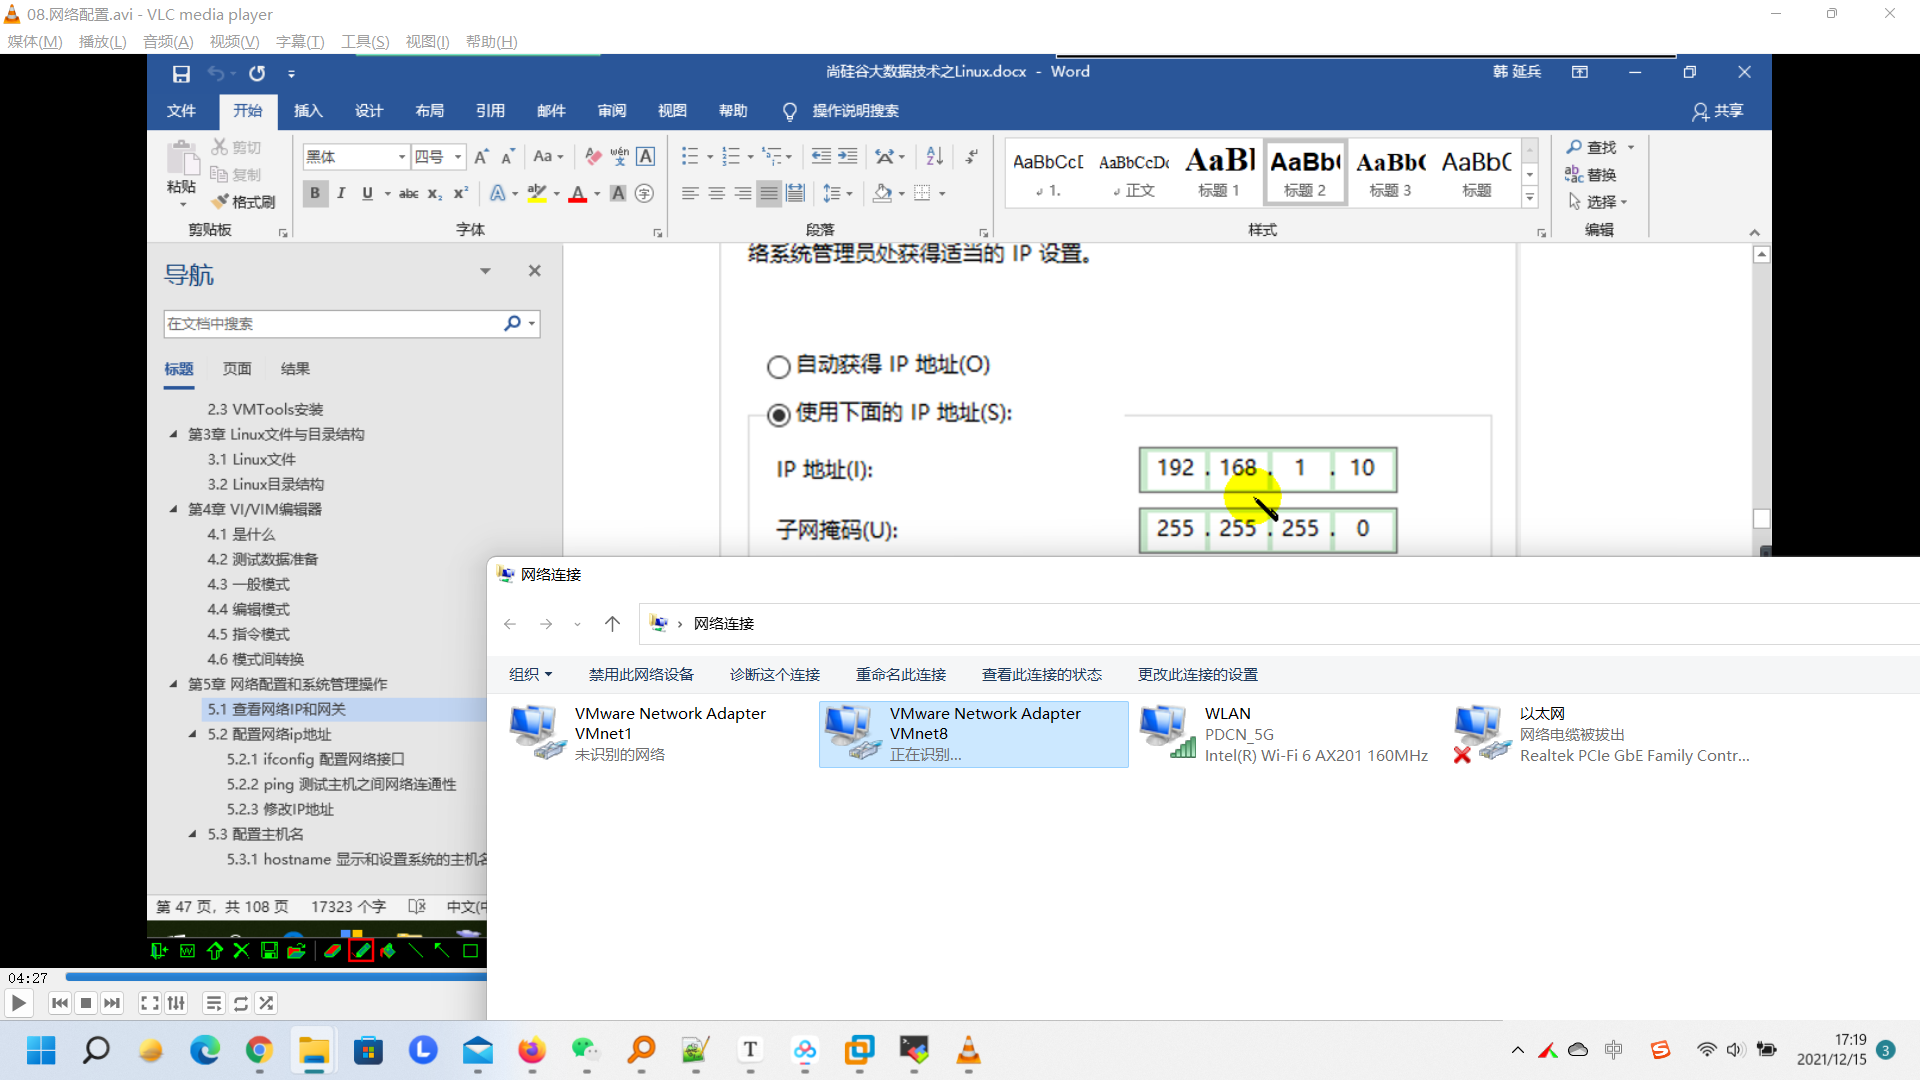 08.网络配置.avi - VLC media player
媒体(M) 播放(L) 音频(A) 视频(V) 字幕(T) 工具(S) 视图(I) 帮助(H)
尚硅谷大数据技术之Linux.docx - Word
韩 延兵
文件 开始 插入 设计 布局 引用 邮件 审阅 视图 帮助 操作说明搜索 共享
粘贴 剪切 复制 格式刷
黑体 四号
AaBbCcD AaBbCcDc AaBl AaBb( AaBb( AaBbC
1. 正文 标题 1 标题 2 标题 3 标题
查找
替换
选择
剪贴板 字体 段落 样式 编辑
导航
在文档中搜索
标题 页面 结果
2.3 VMTools安装
第3章 Linux文件与目录结构
3.1 Linux文件
3.2 Linux目录结构
第4章 VI/VIM编辑器
4.1 是什么
4.2 测试数据准备
4.3 一般模式
4.4 编辑模式
4.5 指令模式
4.6 模式间转换
第5章 网络配置和系统管理操作
5.1 查看网络IP和网关
5.2 配置网络ip地址
5.2.1 ifconfig 配置网络接口
5.2.2 ping 测试主机之间网络连通性
5.2.3 修改IP地址
5.3 配置主机名
5.3.1 hostname 显示和设置系统的主机名
第 47 页，共 108 页 17323 个字 中文(中
络系统管理员处获得适当的 IP 设置。
自动获得 IP 地址(O)
使用下面的 IP 地址(S):
IP 地址(I): 192 . 168 . 1 . 10
子网掩码(U): 255 . 255 . 255 . 0
网络连接
网络连接
组织 禁用此网络设备 诊断这个连接 重命名此连接 查看此连接的状态 更改此连接的设置
VMware Network Adapter
VMnet1
未识别的网络
VMware Network Adapter
VMnet8
正在识别...
WLAN
PDCN_5G
Intel(R) Wi-Fi 6 AX201 160MHz
以太网
网络电缆被拔出
Realtek PCIe GbE Family Contr...
04:27
中
17:19
2021/12/15
3